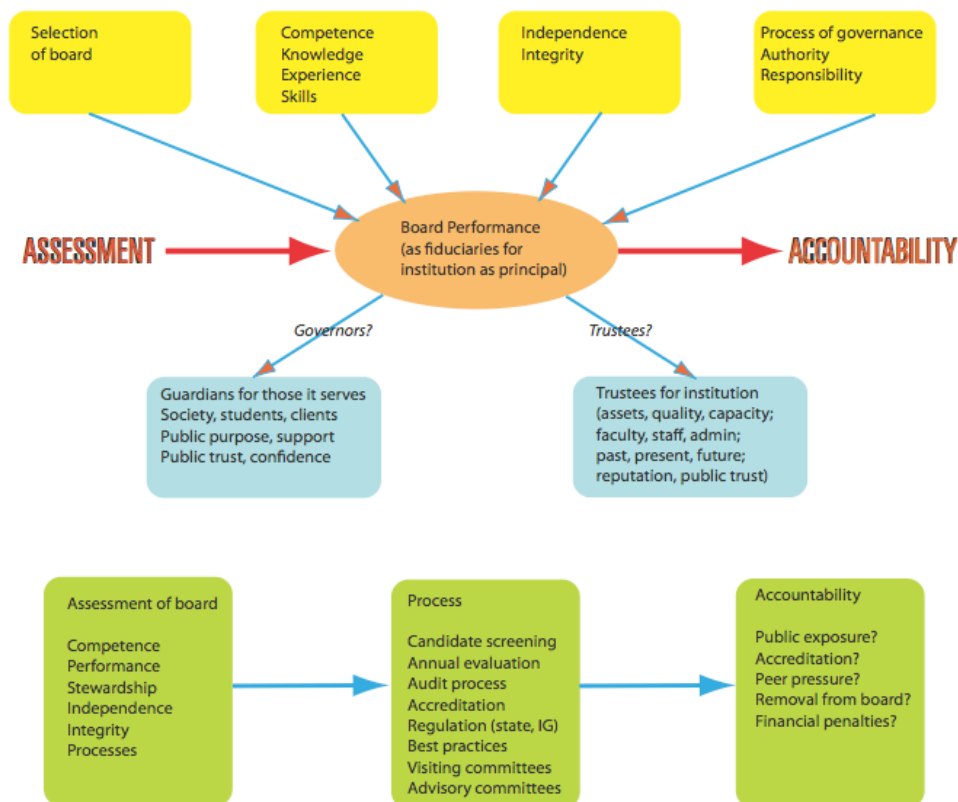 Selection
of board
Competence
Knowledge
Experience
Skills
Independence
Integrity
Process of governance
Authority
Responsibility
ASSESSMENT
Board Performance
(as fiduciaries for
institution as principal)
ACCOUNTABILITY
Governors?
Trustees?
Guardians for those it serves
Society, students, clients
Public purpose, support
Public trust, confidence
Trustees for institution
(assets, quality, capacity;
faculty, staff, admin;
past, present, future;
reputation, public trust)
Assessment of board
Competence
Performance
Stewardship
Independence
Integrity
Processes
Process
Candidate screening
Annual evaluation
Audit process
Accreditation
Regulation (state, IG)
Best practices
Visiting committees
Advisory committees
Accountability
Public exposure?
Accreditation?
Peer pressure?
Removal from board?
Financial penalties?